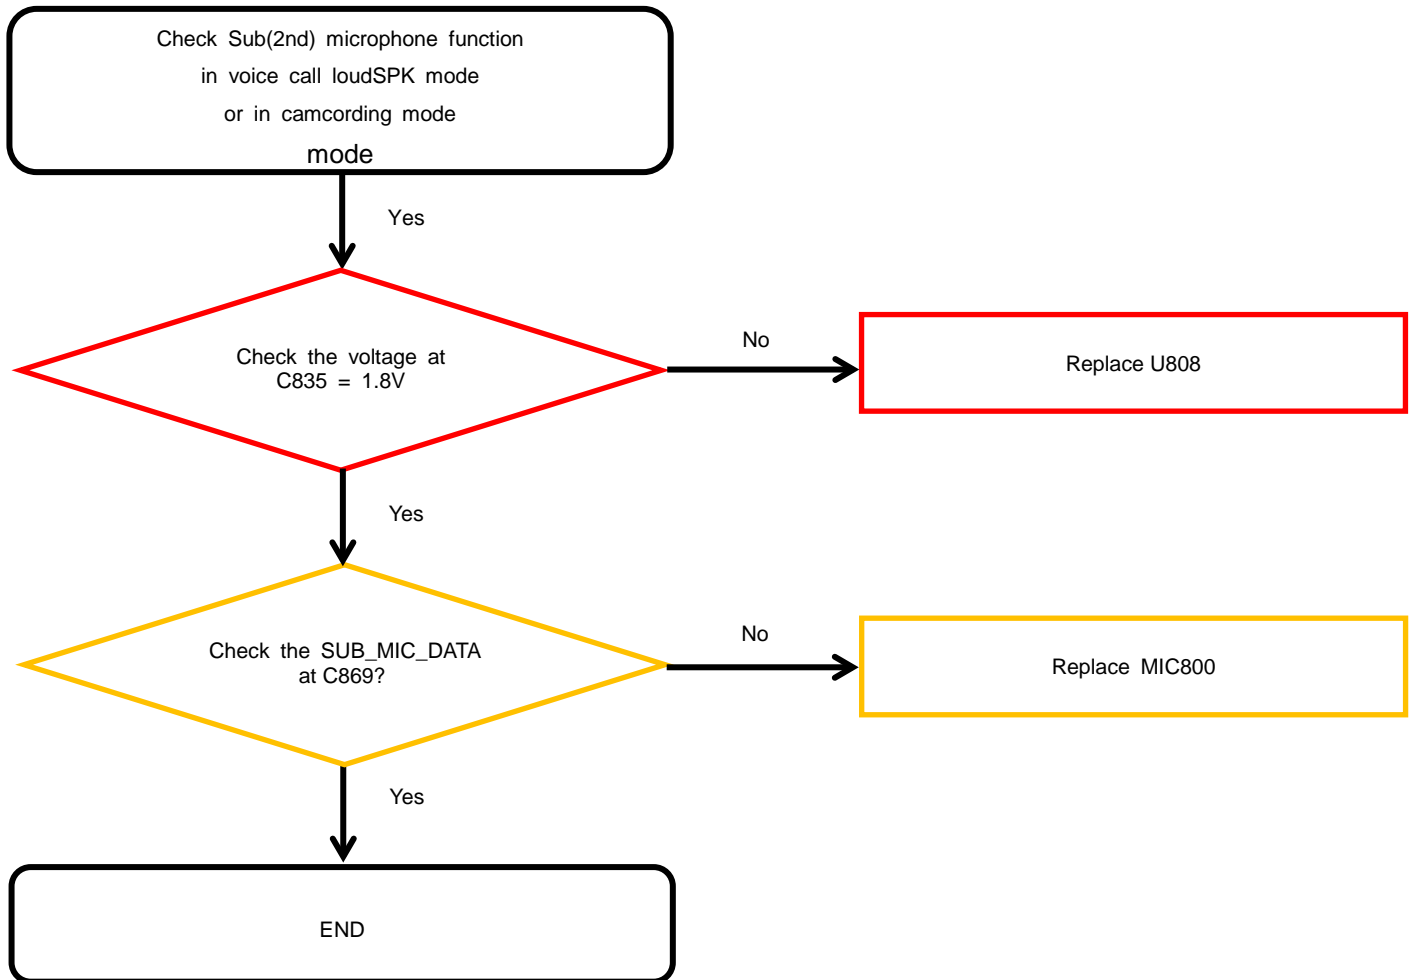 Check Sub(2nd) microphone function
in voice call loudSPK mode
or in camcording mode
mode
Yes
Check the voltage at
C835 = 1.8V
No
Replace U808
Yes
Check the SUB_MIC_DATA
at C869?
No
Replace MIC800
Yes
END